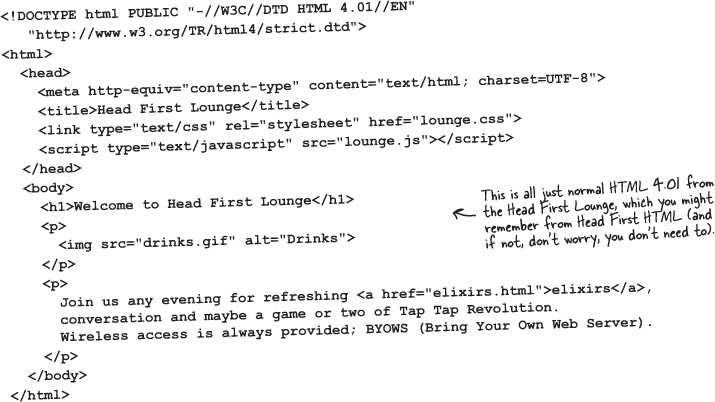 <!DOCTYPE html PUBLIC "-//W3C//DTD HTML 4.01//EN"
"http://www.w3.org/TR/html4/strict.dtd">
<html>
<head>
<meta http-equiv="content-type" content="text/html; charset=UTF-8">
<title>Head First Lounge</title>
<link type="text/css" rel="stylesheet" href="lounge.css">
<script type="text/javascript" src="lounge.js"></script>
</head>
<body>
<h1>Welcome to Head First Lounge</h1>
<p>
<img src="drinks.gif" alt="Drinks">
</p>
<p>
Join us any evening for refreshing <a href="elixirs.html">elixirs</a>,
conversation and maybe a game or two of Tap Tap Revolution.
Wireless access is always provided; BYOWS (Bring Your Own Web Server).
</p>
</body>
</html>
This is all just normal HTML 4.01 from
the Head First Lounge, which you might
remember from Head First HTML (and
if not, don't worry, you don't need to).